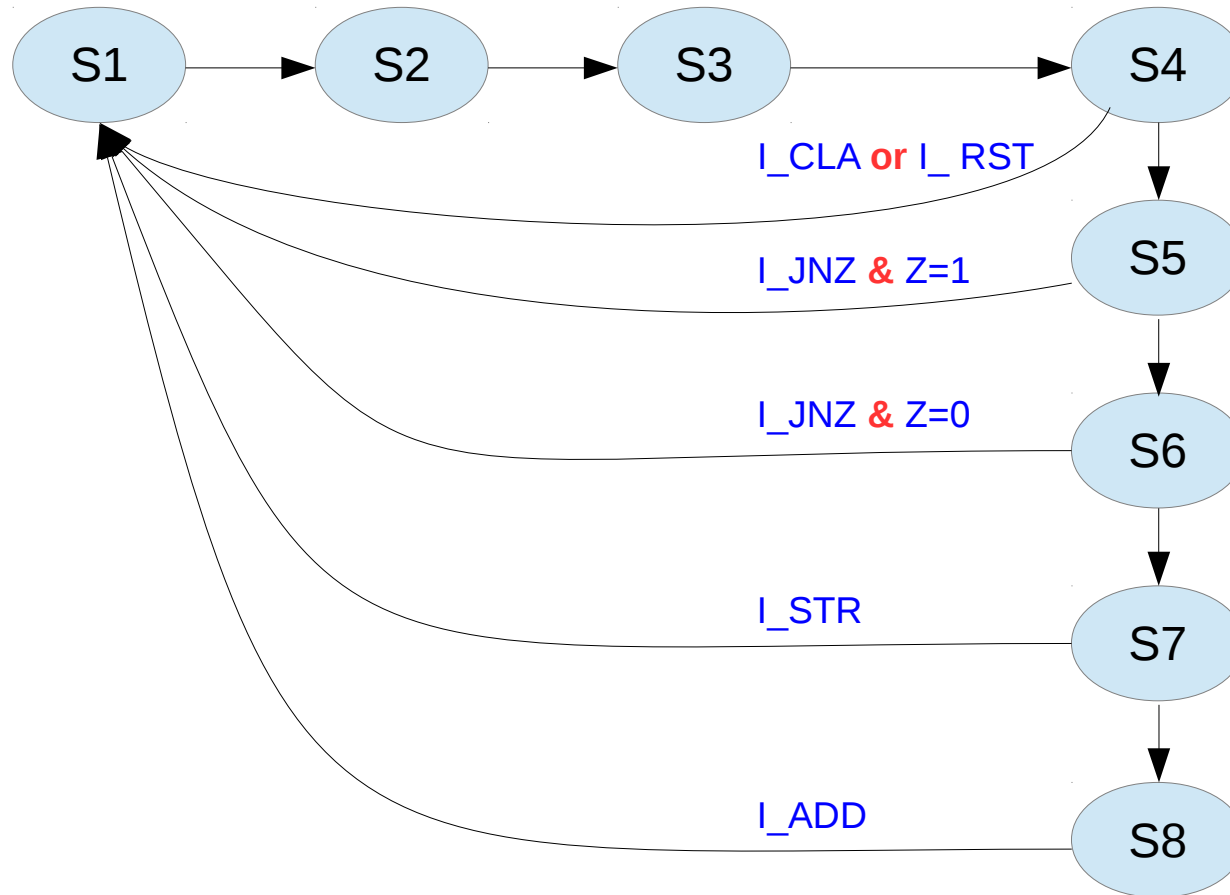 S1
S2
S3
S4
I_CLA or I_ RST
S5
I_JNZ & Z=1
I_JNZ & Z=0
S6
I_STR
S7
I_ADD
S8